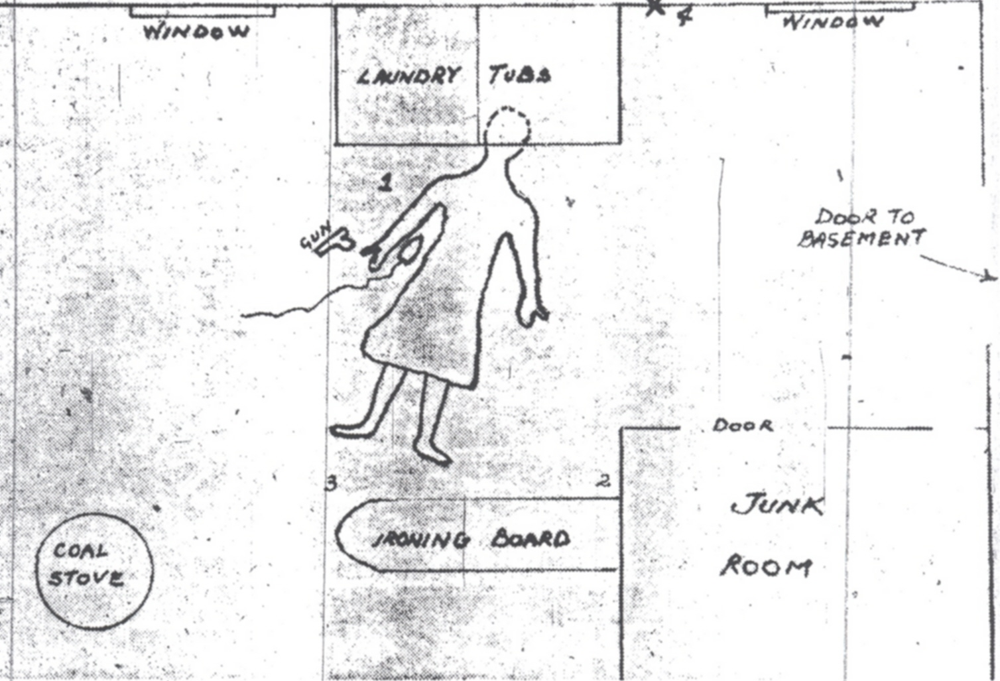 WINDOW
4
WINDOW
LAUNDRY TUBS
1
GUN
DOOR TO
BASEMENT
DOOR
3
2
JUNK
ROOM
IRONING BOARD
COAL
STOVE